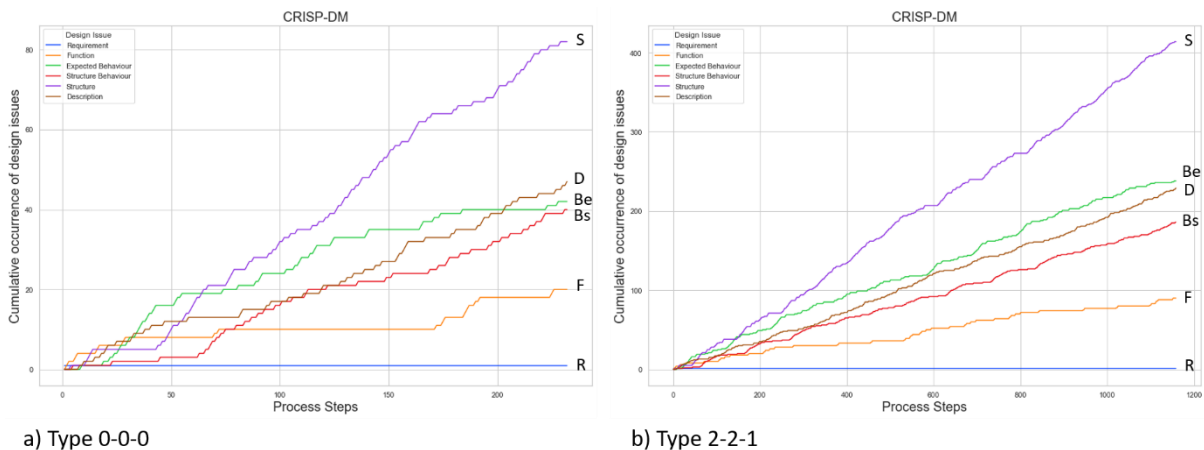 CRISP-DM
Design Issue
Requirement
Function
Expected Behaviour
Structure Behaviour
Structure
Description
Cumulative occurrence of design issues
80
60
40
20
0
0
50
100
150
200
Process Steps
S
D
Be
Bs
F
R
a) Type 0-0-0
CRISP-DM
Design Issue
Requirement
Function
Expected Behaviour
Structure Behaviour
Structure
Description
Cumulative occurrence of design issues
400
300
200
100
0
0
200
400
600
800
1000
1200
Process Steps
S
Be
D
Bs
F
R
b) Type 2-2-1